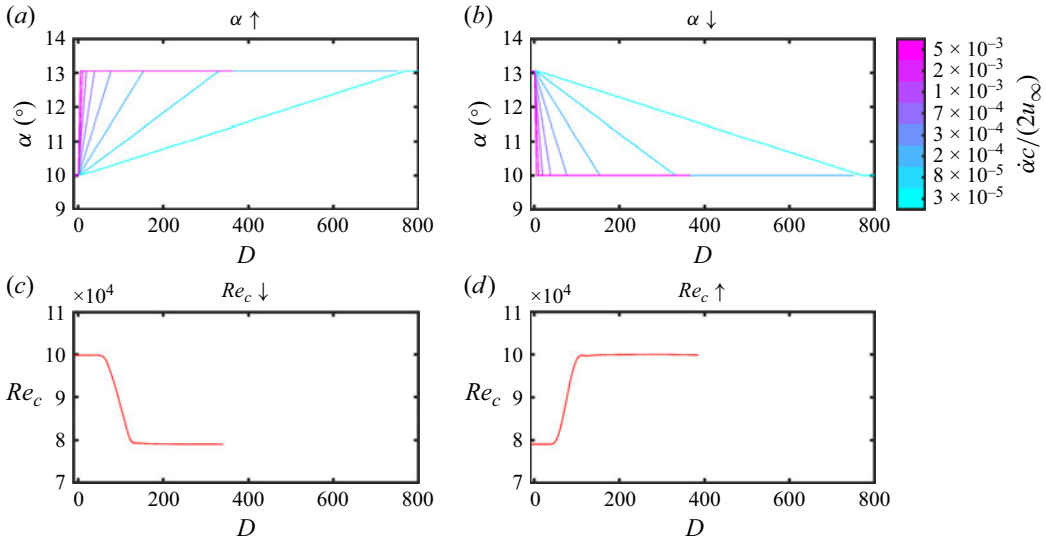 (a) α ↑
14
13
12
11
10
9
α (°)
0 200 400 600 800
D
(b) α ↓
14
13
12
11
10
9
α (°)
0 200 400 600 800
D
5 × 10⁻³
2 × 10⁻³
1 × 10⁻³
7 × 10⁻⁴
3 × 10⁻⁴
2 × 10⁻⁴
8 × 10⁻⁵
3 × 10⁻⁵
α̇c/(2u∞)
(c) ×10⁴ Re_c ↓
11
10
9
8
7
Re_c
0 200 400 600 800
D
(d) ×10⁴ Re_c ↑
11
10
9
8
7
Re_c
0 200 400 600 800
D